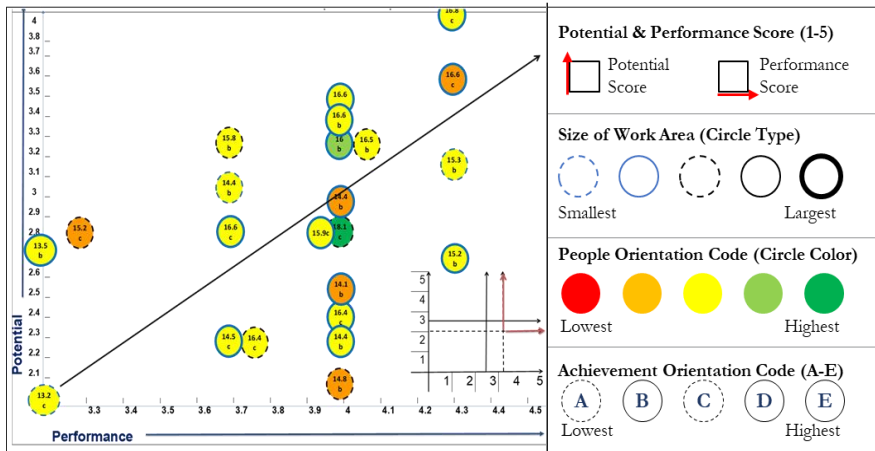 4
3.8
3.7
3.6
3.5
3.4
3.3
3.2
3.1
3
2.9
2.8
2.7
2.6
2.5
2.4
2.3
2.2
2.1
Potential
16.8
c
16.6
c
16.6
16.6
b
16
b
16.5
b
15.8
b
15.3
b
14.4
b
14.4
b
15.2
c
16.6
c
15.9c
18.1
c
13.5
b
15.2
b
14.1
b
16.4
c
14.5
c
16.4
c
14.4
b
14.8
b
13.2
c
5
4
3
2
1
1 2 3 4 5
3.3 3.4 3.6 3.7 3.8 3.9 4 4.1 4.2 4.3 4.4 4.5
Performance
Potential & Performance Score (1-5)
Potential
Score
Performance
Score
Size of Work Area (Circle Type)
Smallest Largest
People Orientation Code (Circle Color)
Lowest Highest
Achievement Orientation Code (A-E)
A B C D E
Lowest Highest